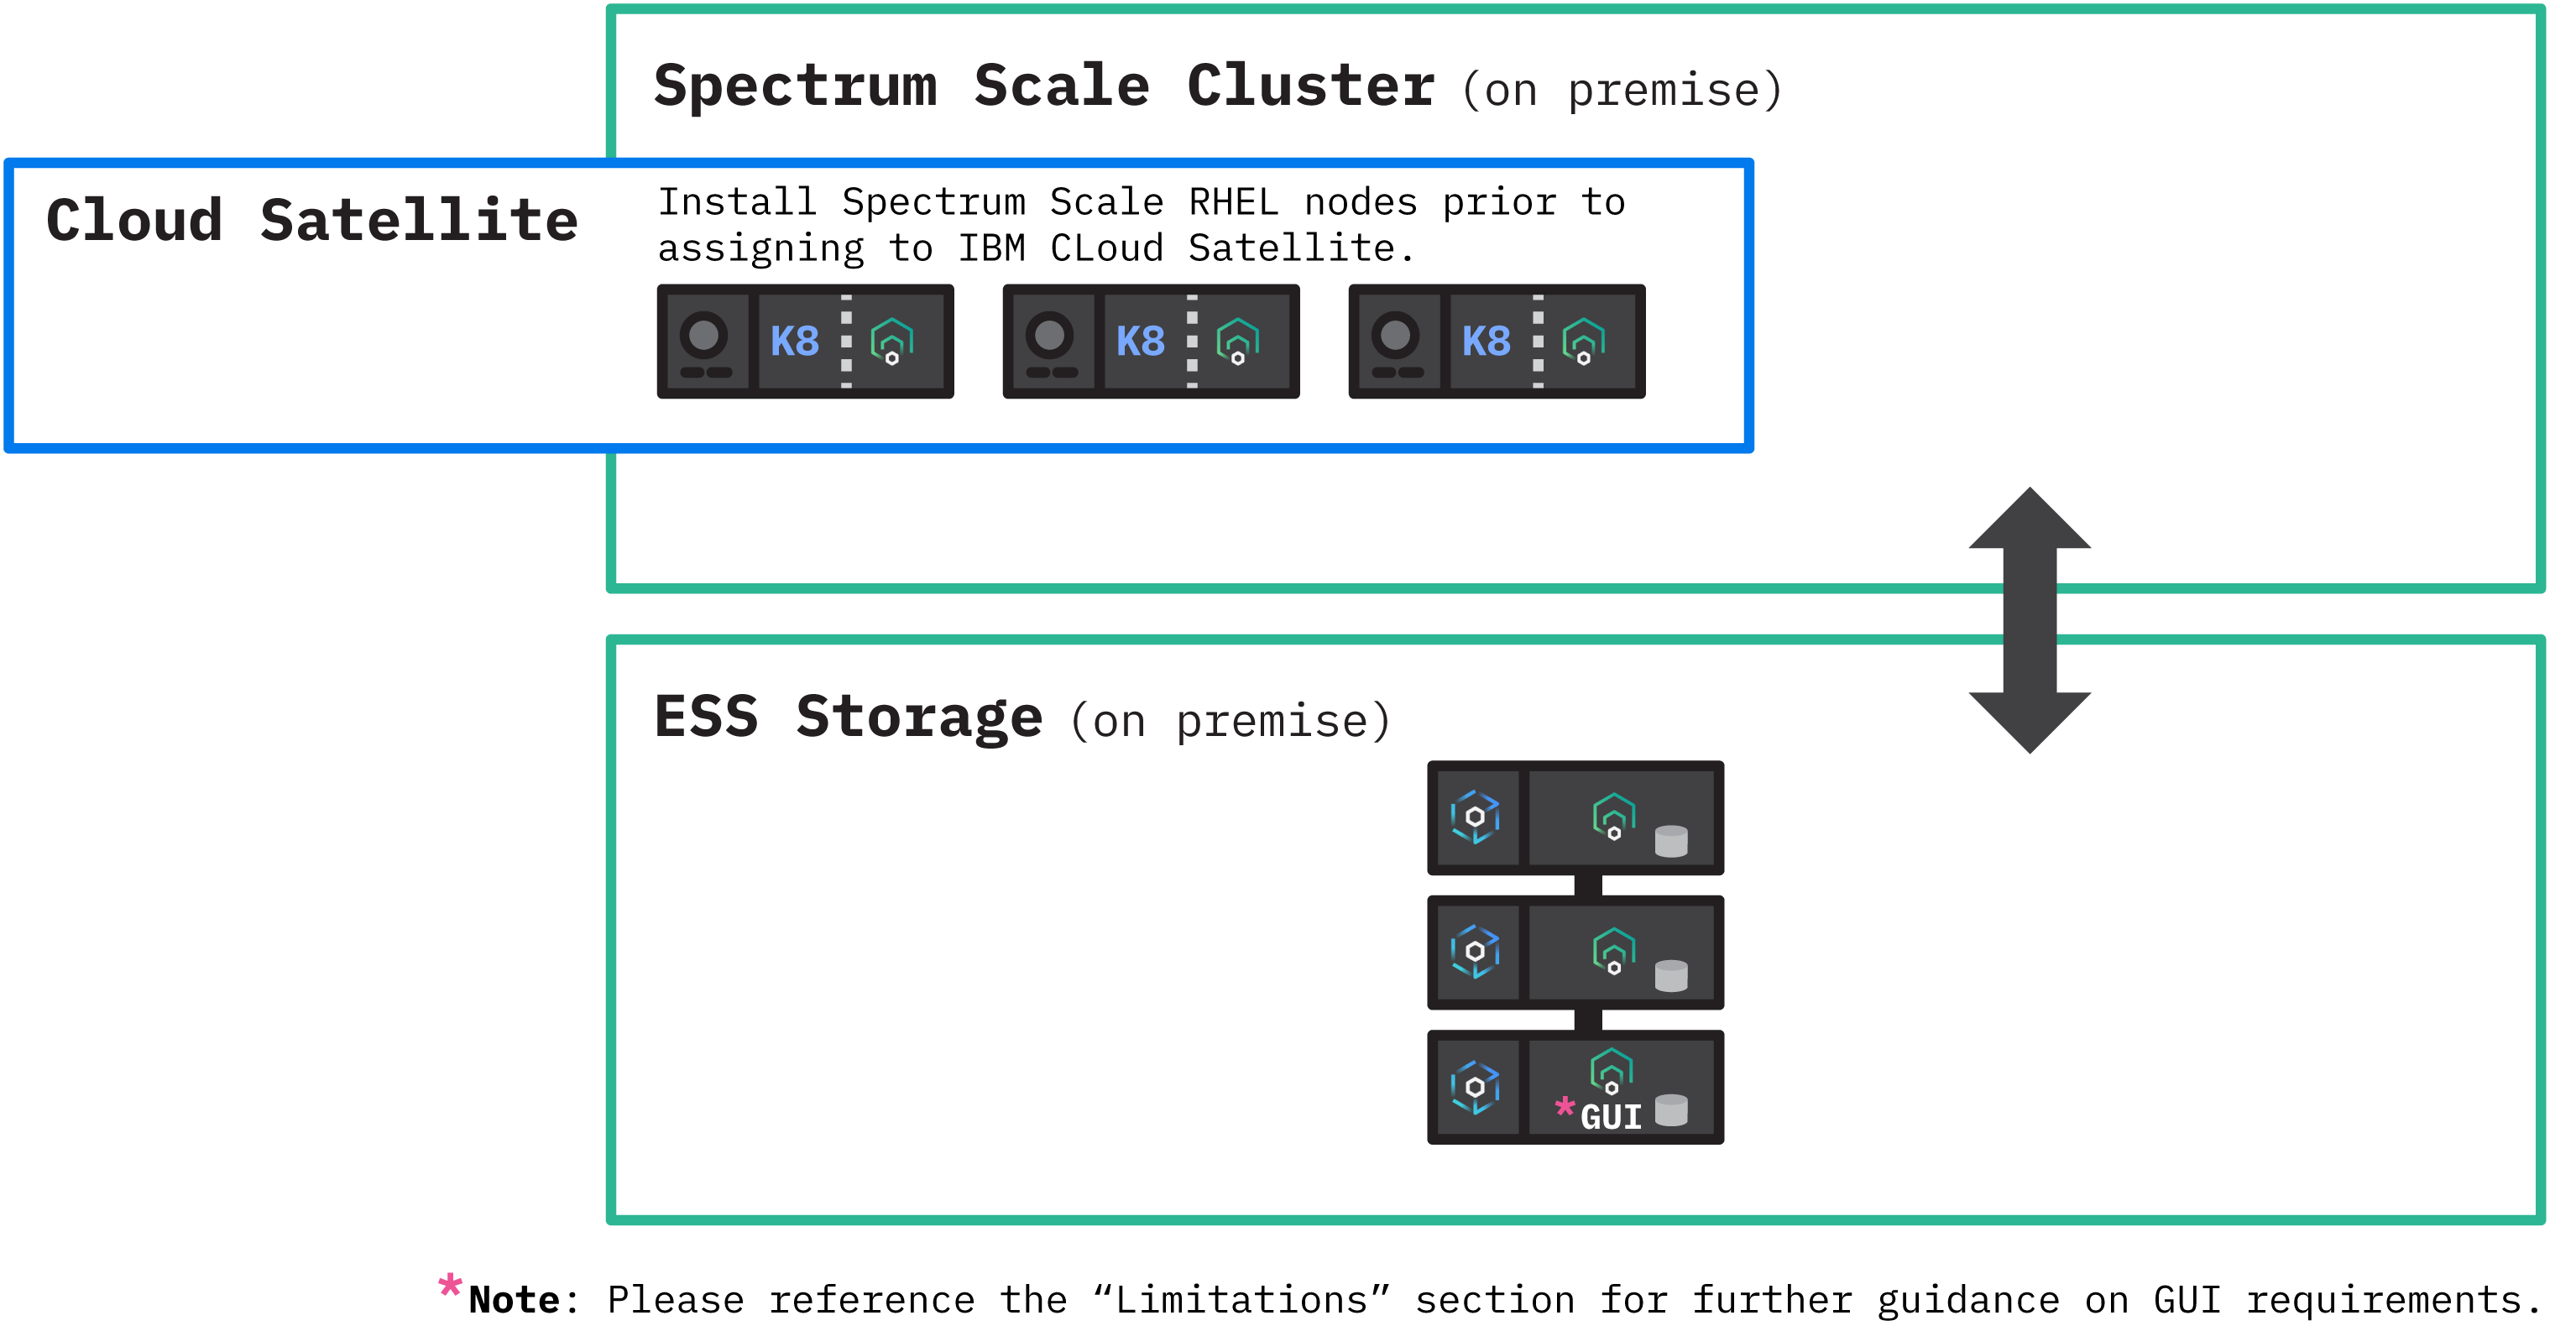 Spectrum Scale Cluster (on premise)
Cloud Satellite
Install Spectrum Scale RHEL nodes prior to
assigning to IBM CLoud Satellite.
K8 K8 K8
ESS Storage (on premise)
*GUI
*Note: Please reference the “Limitations” section for further guidance on GUI requirements.